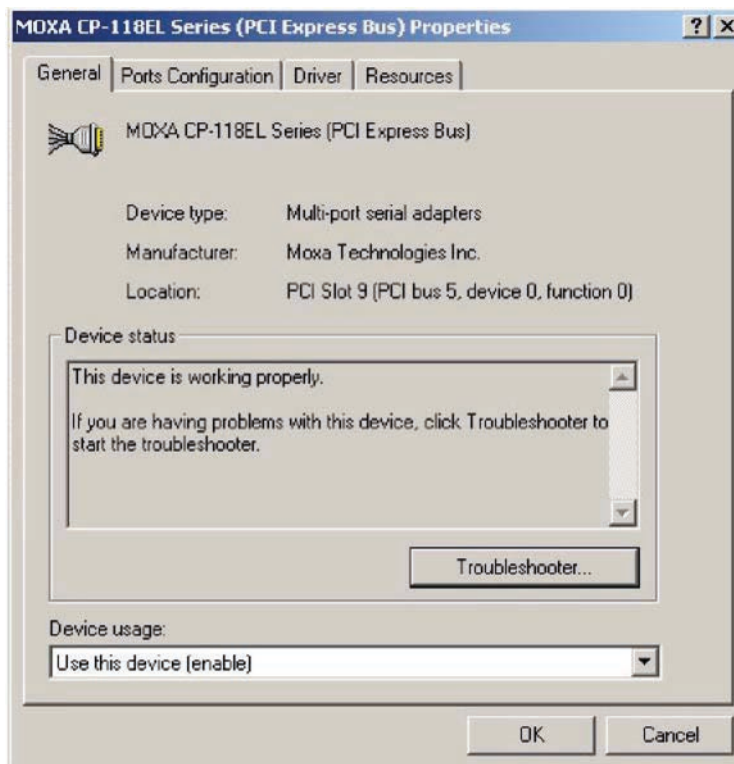 MOXA CP-118EL Series (PCI Express Bus) Properties
General Ports Configuration Driver Resources
MOXA CP-118EL Series (PCI Express Bus)
Device type: Multi-port serial adapters
Manufacturer: Moxa Technologies Inc.
Location: PCI Slot 9 (PCI bus 5, device 0, function 0)
Device status
This device is working properly.
If you are having problems with this device, click Troubleshooter to
start the troubleshooter.
Troubleshooter...
Device usage:
Use this device (enable)
OK Cancel